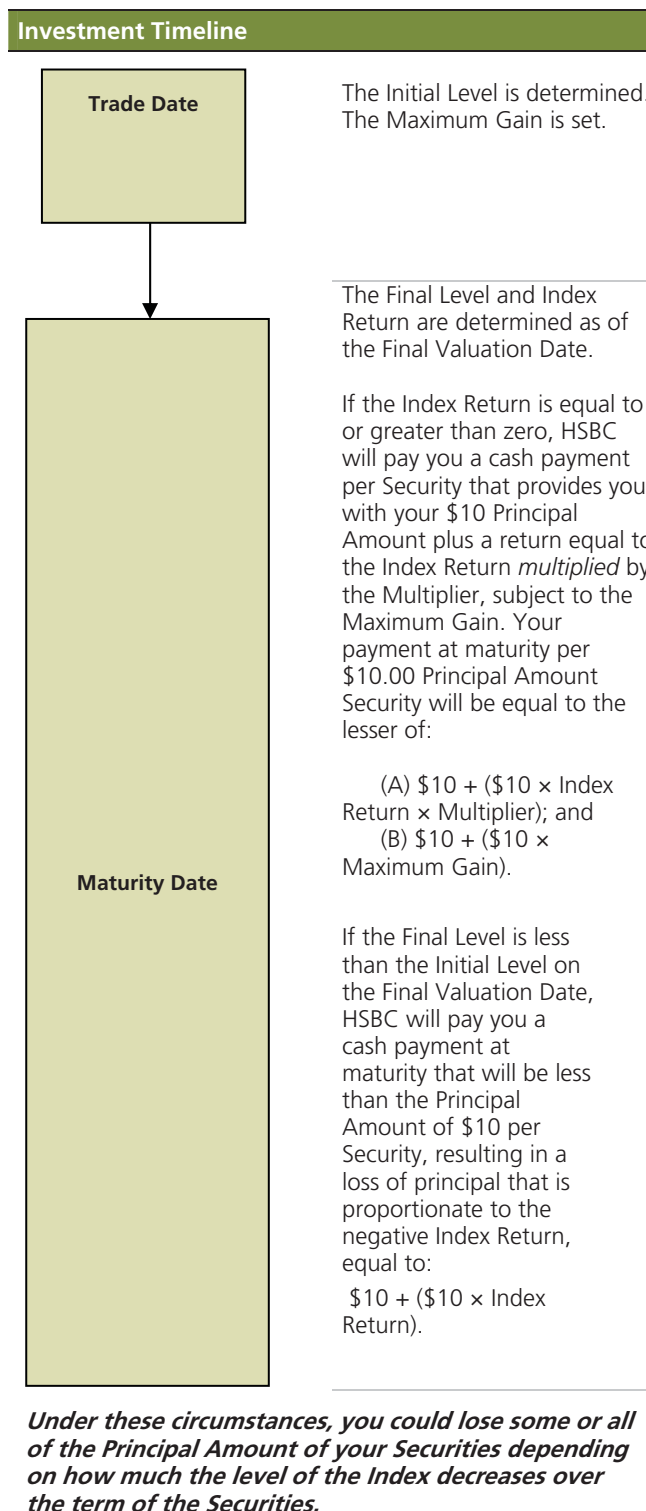 Investment Timeline
Trade Date
The Initial Level is determined.
The Maximum Gain is set.
The Final Level and Index
Return are determined as of
the Final Valuation Date.
If the Index Return is equal to
or greater than zero, HSBC
will pay you a cash payment
per Security that provides you
with your $10 Principal
Amount plus a return equal to
the Index Return multiplied by
the Multiplier, subject to the
Maximum Gain. Your
payment at maturity per
$10.00 Principal Amount
Security will be equal to the
lesser of:
(A) $10 + ($10 × Index
Return × Multiplier); and
(B) $10 + ($10 ×
Maximum Gain).
Maturity Date
If the Final Level is less
than the Initial Level on
the Final Valuation Date,
HSBC will pay you a
cash payment at
maturity that will be less
than the Principal
Amount of $10 per
Security, resulting in a
loss of principal that is
proportionate to the
negative Index Return,
equal to:
$10 + ($10 × Index
Return).
Under these circumstances, you could lose some or all
of the Principal Amount of your Securities depending
on how much the level of the Index decreases over
the term of the Securities.